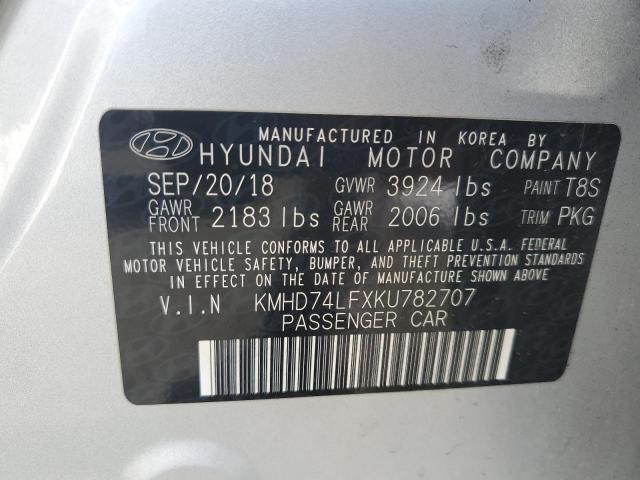 MANUFACTURED IN KOREA BY
HYUNDAI MOTOR COMPANY
SEP/20/18 GVWR 3924 lbs PAINT T8S
GAWR FRONT 2183 lbs GAWR REAR 2006 lbs TRIM PKG
THIS VEHICLE CONFORMS TO ALL APPLICABLE U.S.A. FEDERAL
MOTOR VEHICLE SAFETY, BUMPER, AND THEFT PREVENTION STANDARDS
IN EFFECT ON THE DATE OF MANUFACTURE SHOWN ABOVE
V.I.N KMHD74LFXKU782707
PASSENGER CAR